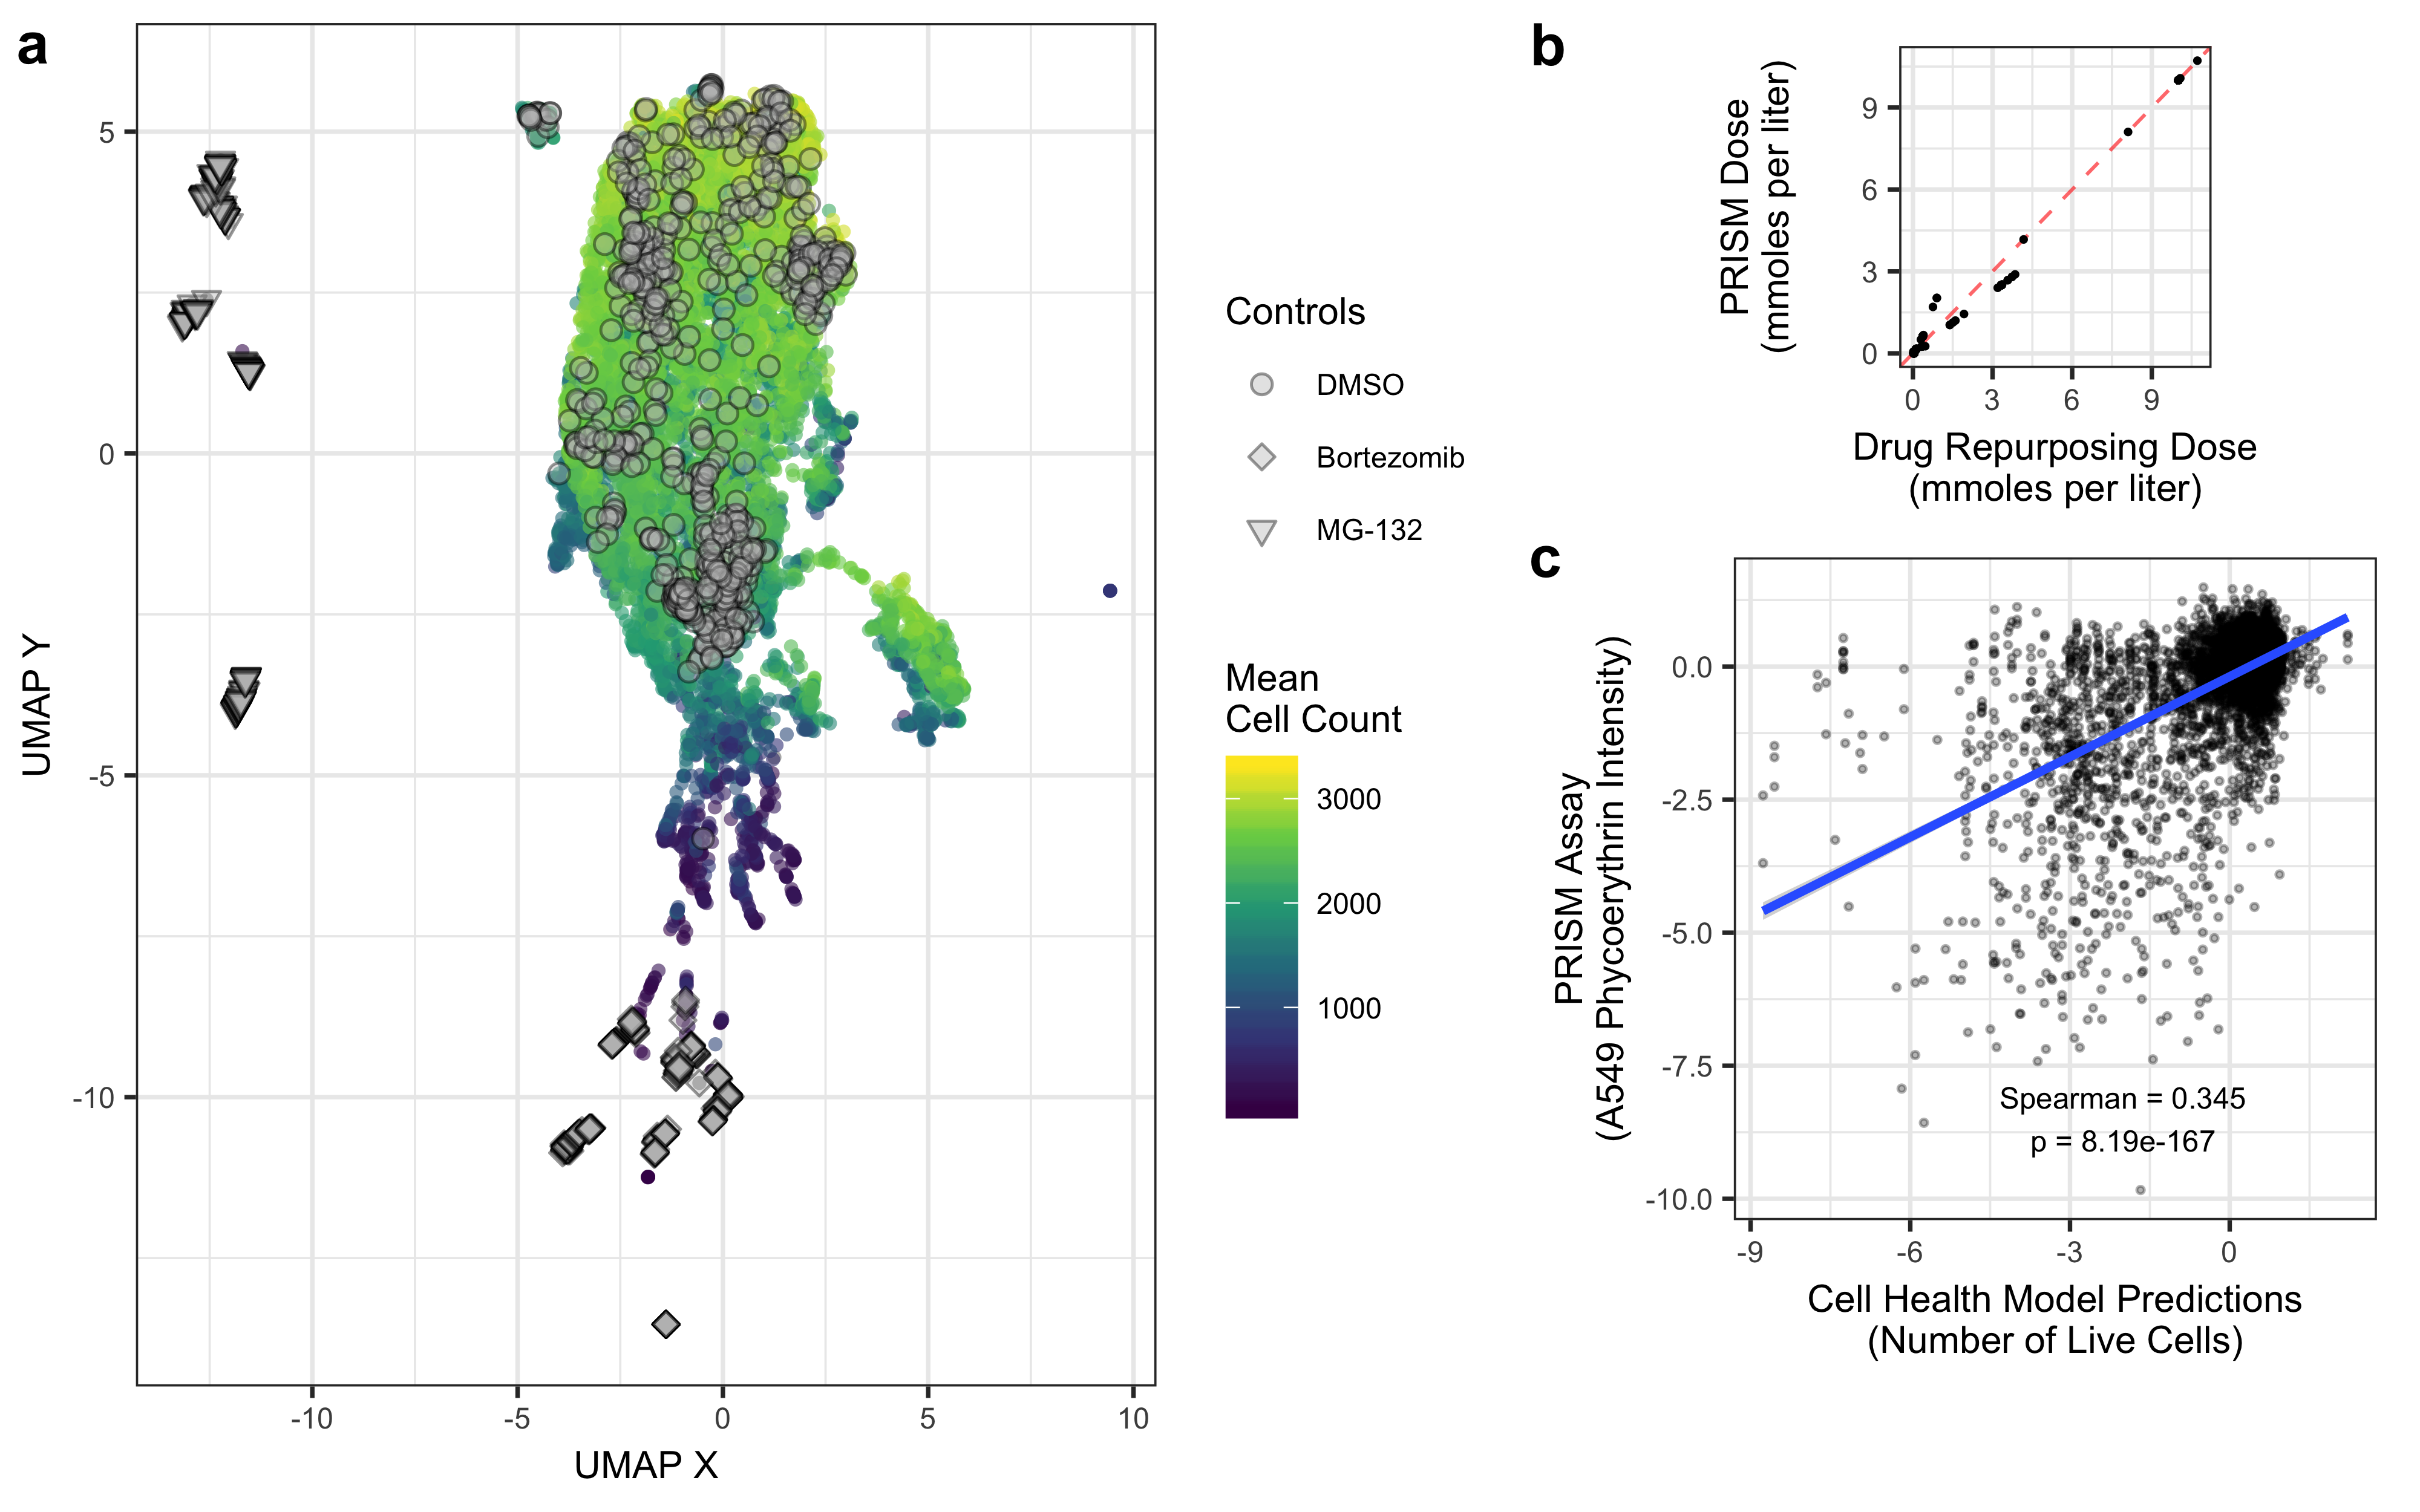 a
5
0
-5
-10
UMAP Y
-10
-5
0
5
10
UMAP X
Controls
DMSO
Bortezomib
MG-132
Mean
Cell Count
3000
2000
1000
b
PRISM Dose
(mmoles per liter)
9
6
3
0
0
3
6
9
Drug Repurposing Dose
(mmoles per liter)
c
PRISM Assay
(A549 Phycoerythrin Intensity)
0.0
-2.5
-5.0
-7.5
-10.0
Spearman = 0.345
p = 8.19e-167
-9
-6
-3
0
Cell Health Model Predictions
(Number of Live Cells)